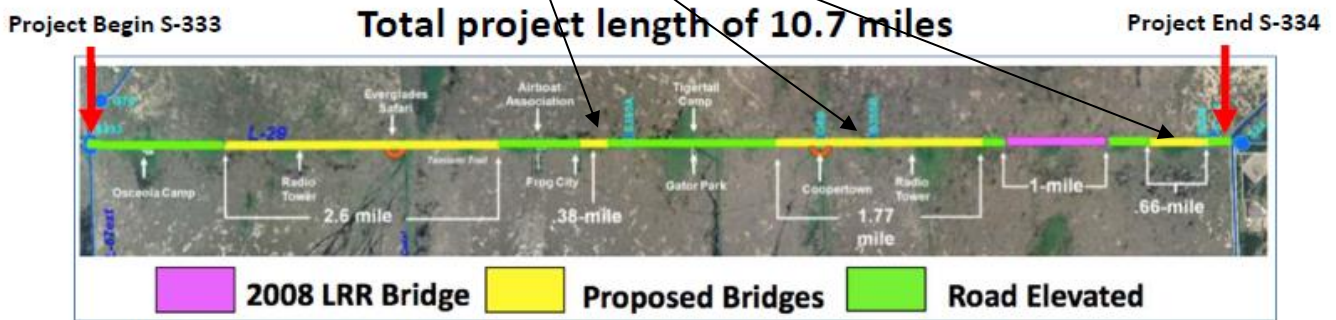 Project Begin S-333
Total project length of 10.7 miles
Project End S-334
Everglades
Safari
Airboat
Association
Tigertail
Camp
L-29
Tamiami Trail
Osceola Camp
Radio
Tower
Frog City
Gator Park
Coopertown
Radio
Tower
2.6 mile
.38-mile
1.77
mile
1-mile
.66-mile
2008 LRR Bridge
Proposed Bridges
Road Elevated